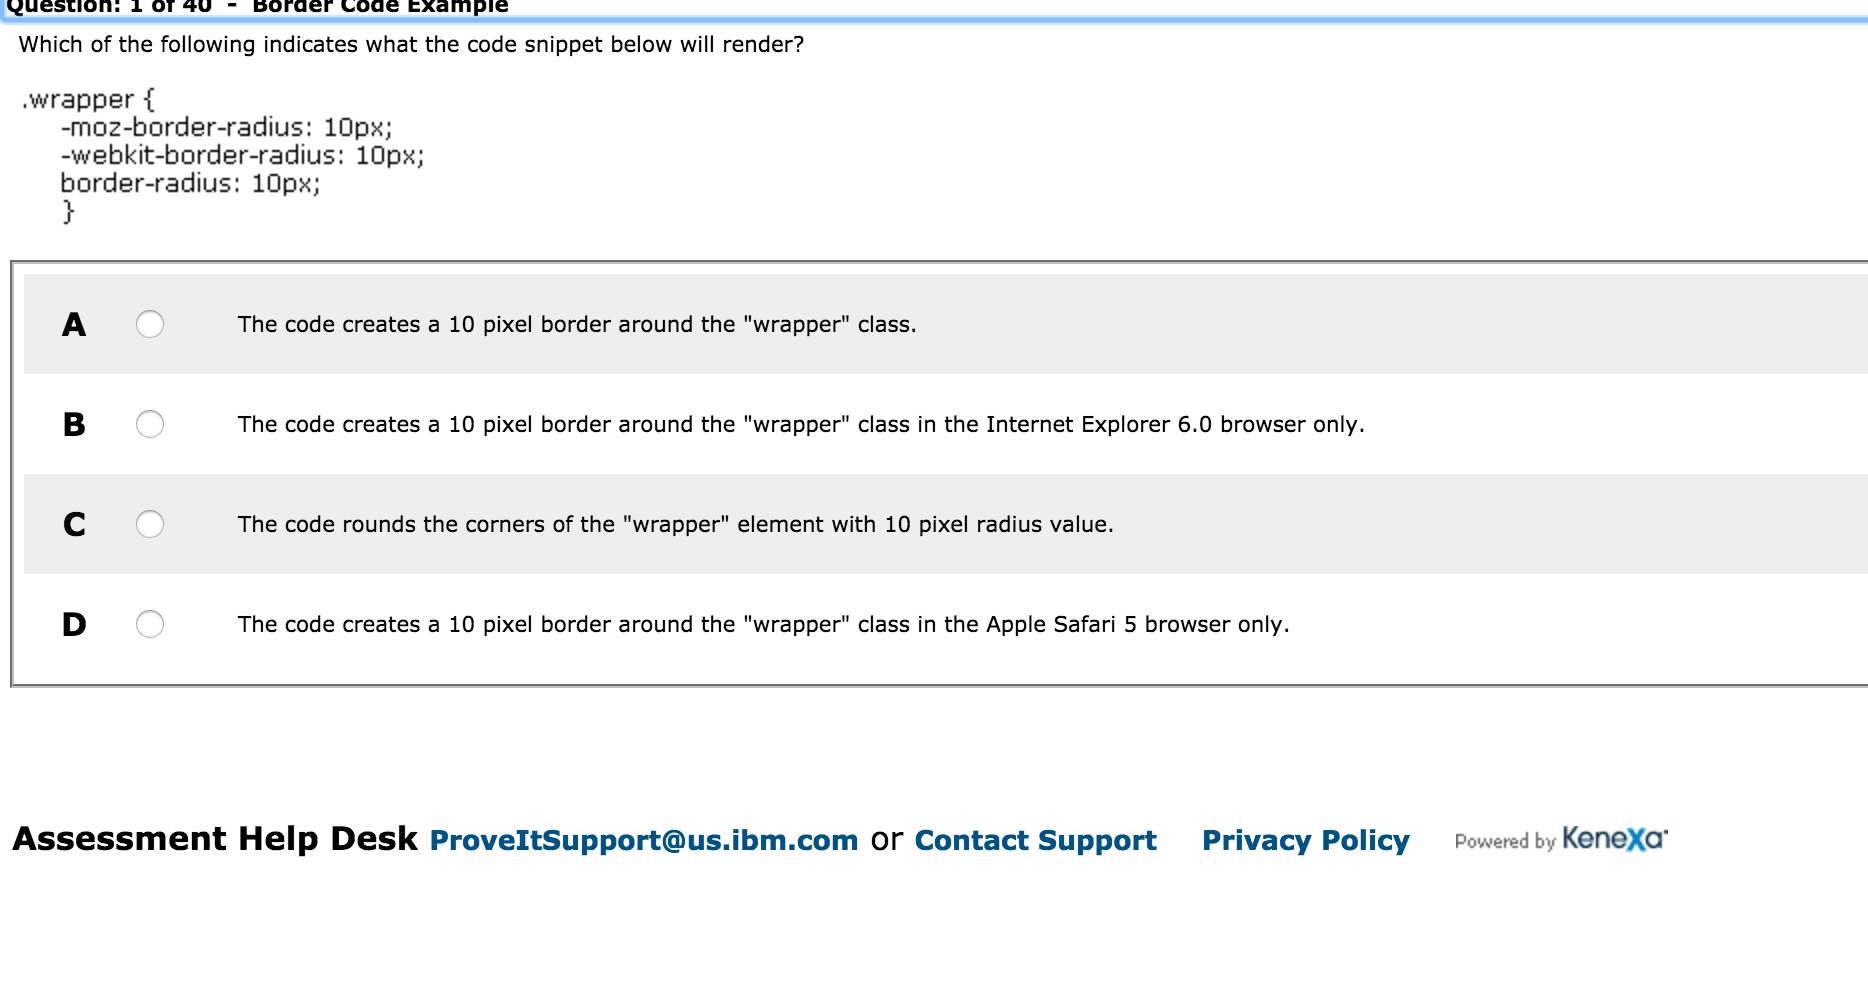 Question: 1 of 40 - Border Code Example
Which of the following indicates what the code snippet below will render?
.wrapper {
-moz-border-radius: 10px;
-webkit-border-radius: 10px;
border-radius: 10px;
}
A The code creates a 10 pixel border around the "wrapper" class.
B The code creates a 10 pixel border around the "wrapper" class in the Internet Explorer 6.0 browser only.
C The code rounds the corners of the "wrapper" element with 10 pixel radius value.
D The code creates a 10 pixel border around the "wrapper" class in the Apple Safari 5 browser only.
Assessment Help Desk ProveItSupport@us.ibm.com or Contact Support Privacy Policy Powered by Kenexa